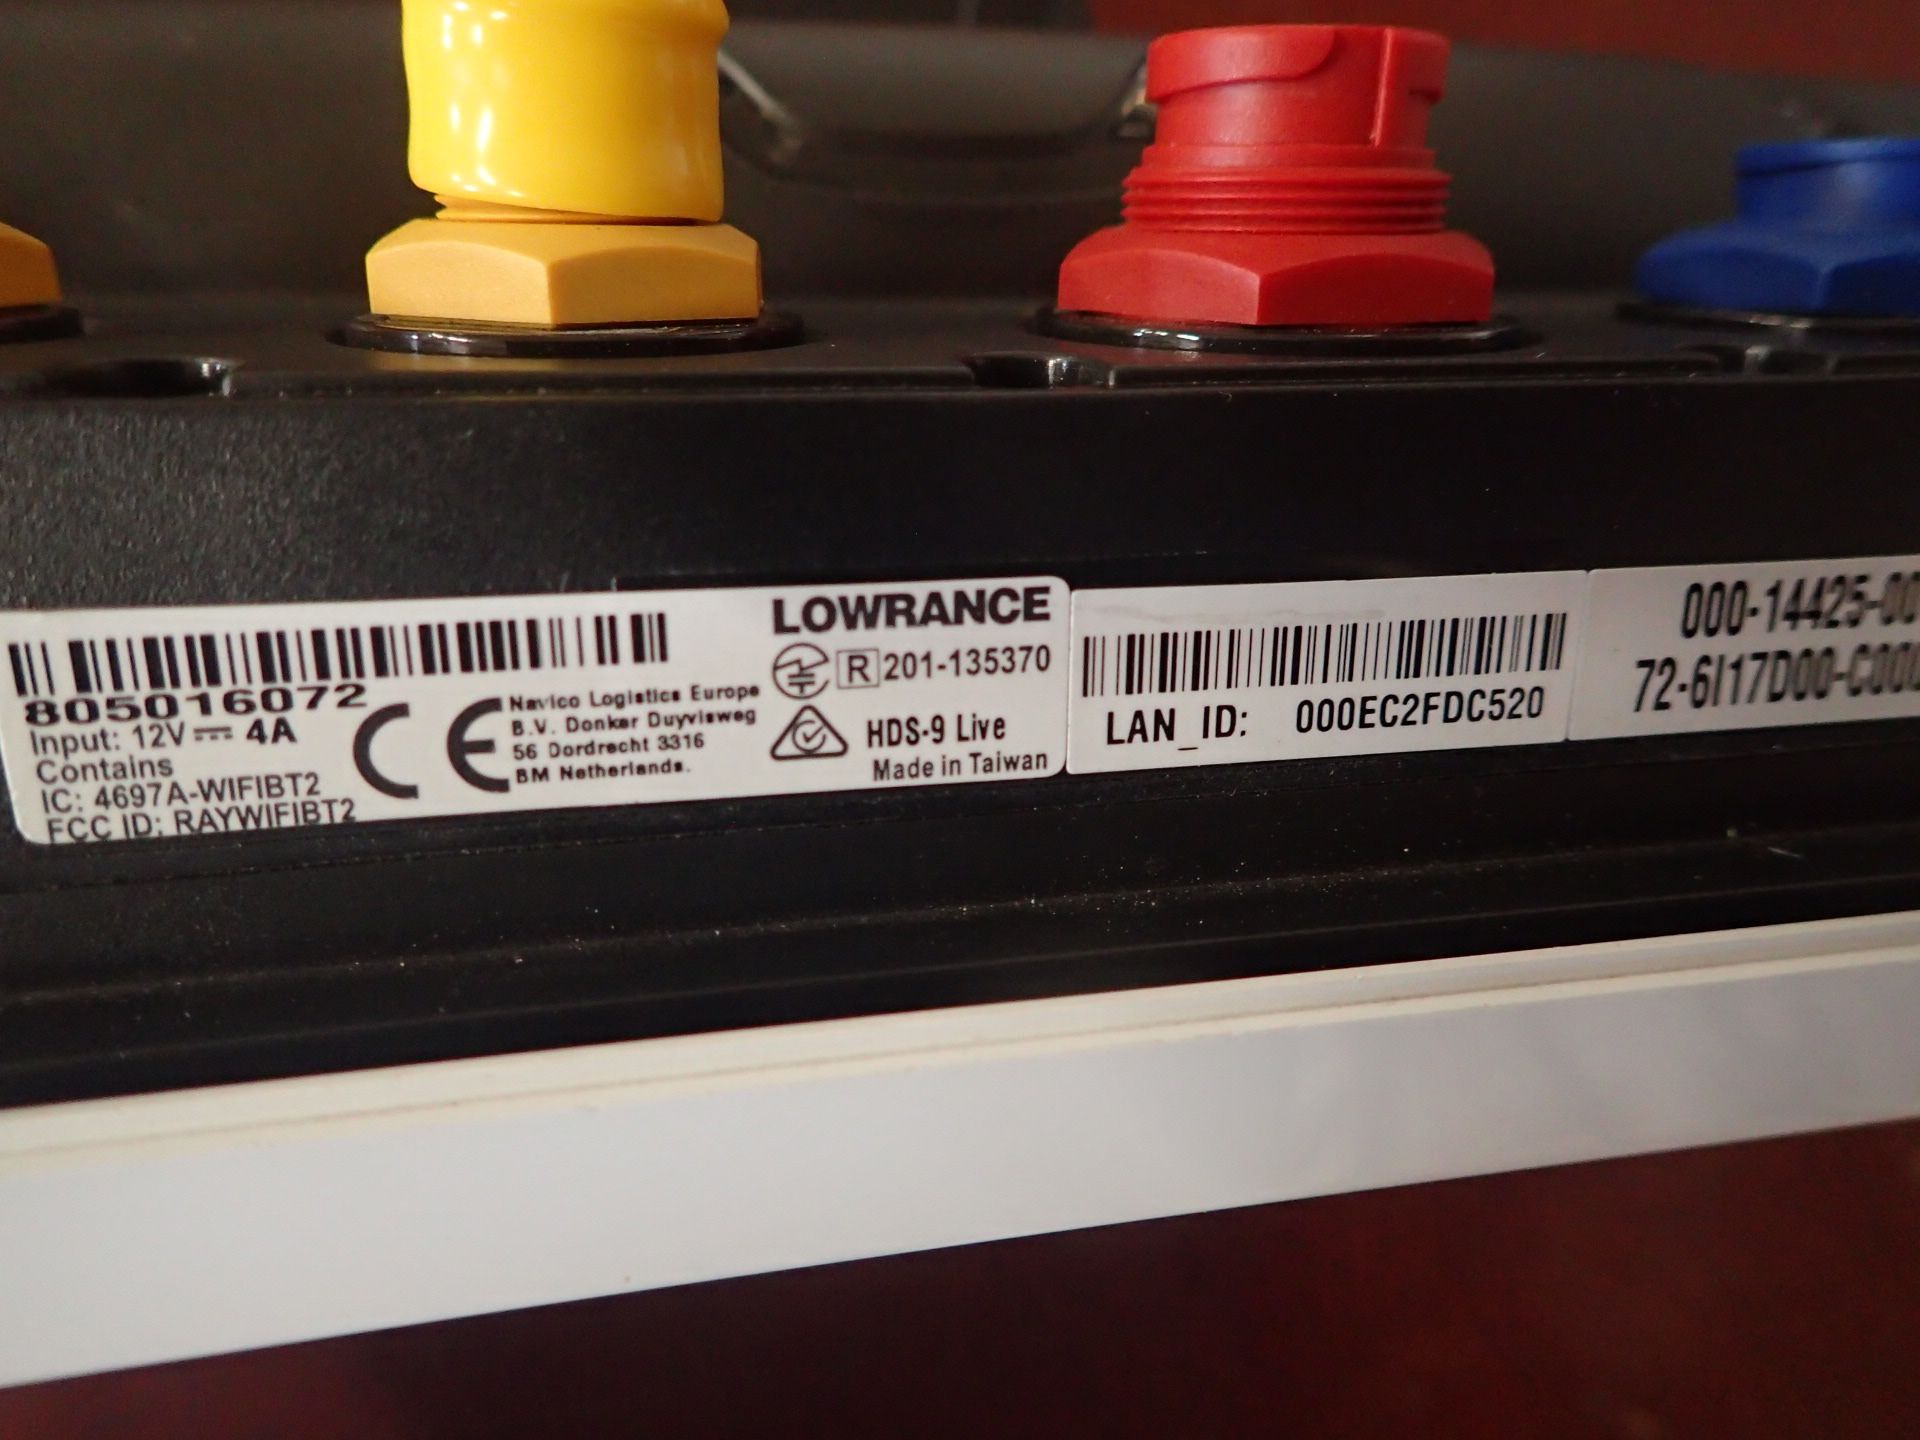 805016072
Input: 12V 4A
Contains
IC: 4697A-WIFIBT2
FCC ID: RAYWIFIBT2
CE
Navico Logistics Europe
B.V. Donker Duyvisweg
56 Dordrecht 3316
BM Netherlands.
LOWRANCE
R 201-135370
HDS-9 Live
Made in Taiwan
LAN_ID: 000EC2FDC520
000-14425-00
72-6I17D00-C00